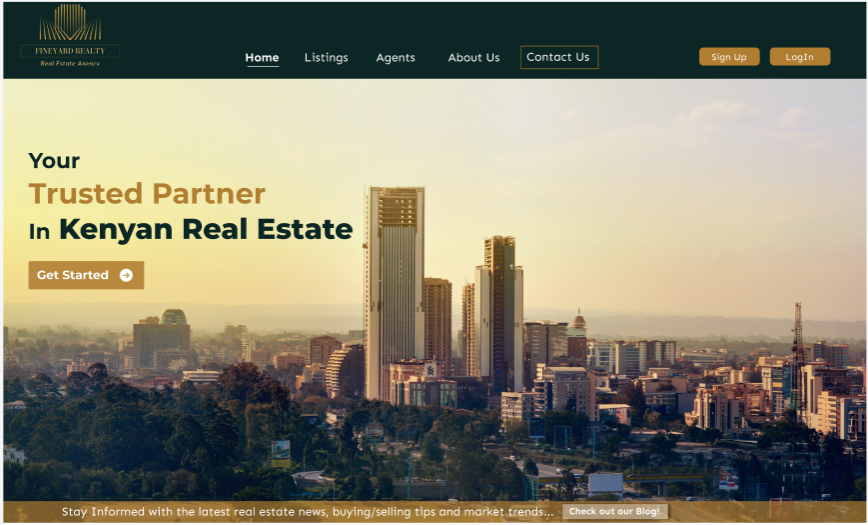 FINEYARD REALTY
Real Estate Agency
Home Listings Agents About Us Contact Us Sign Up LogIn
Your
Trusted Partner
In Kenyan Real Estate
Get Started
Stay Informed with the latest real estate news, buying/selling tips and market trends... Check out our Blog!